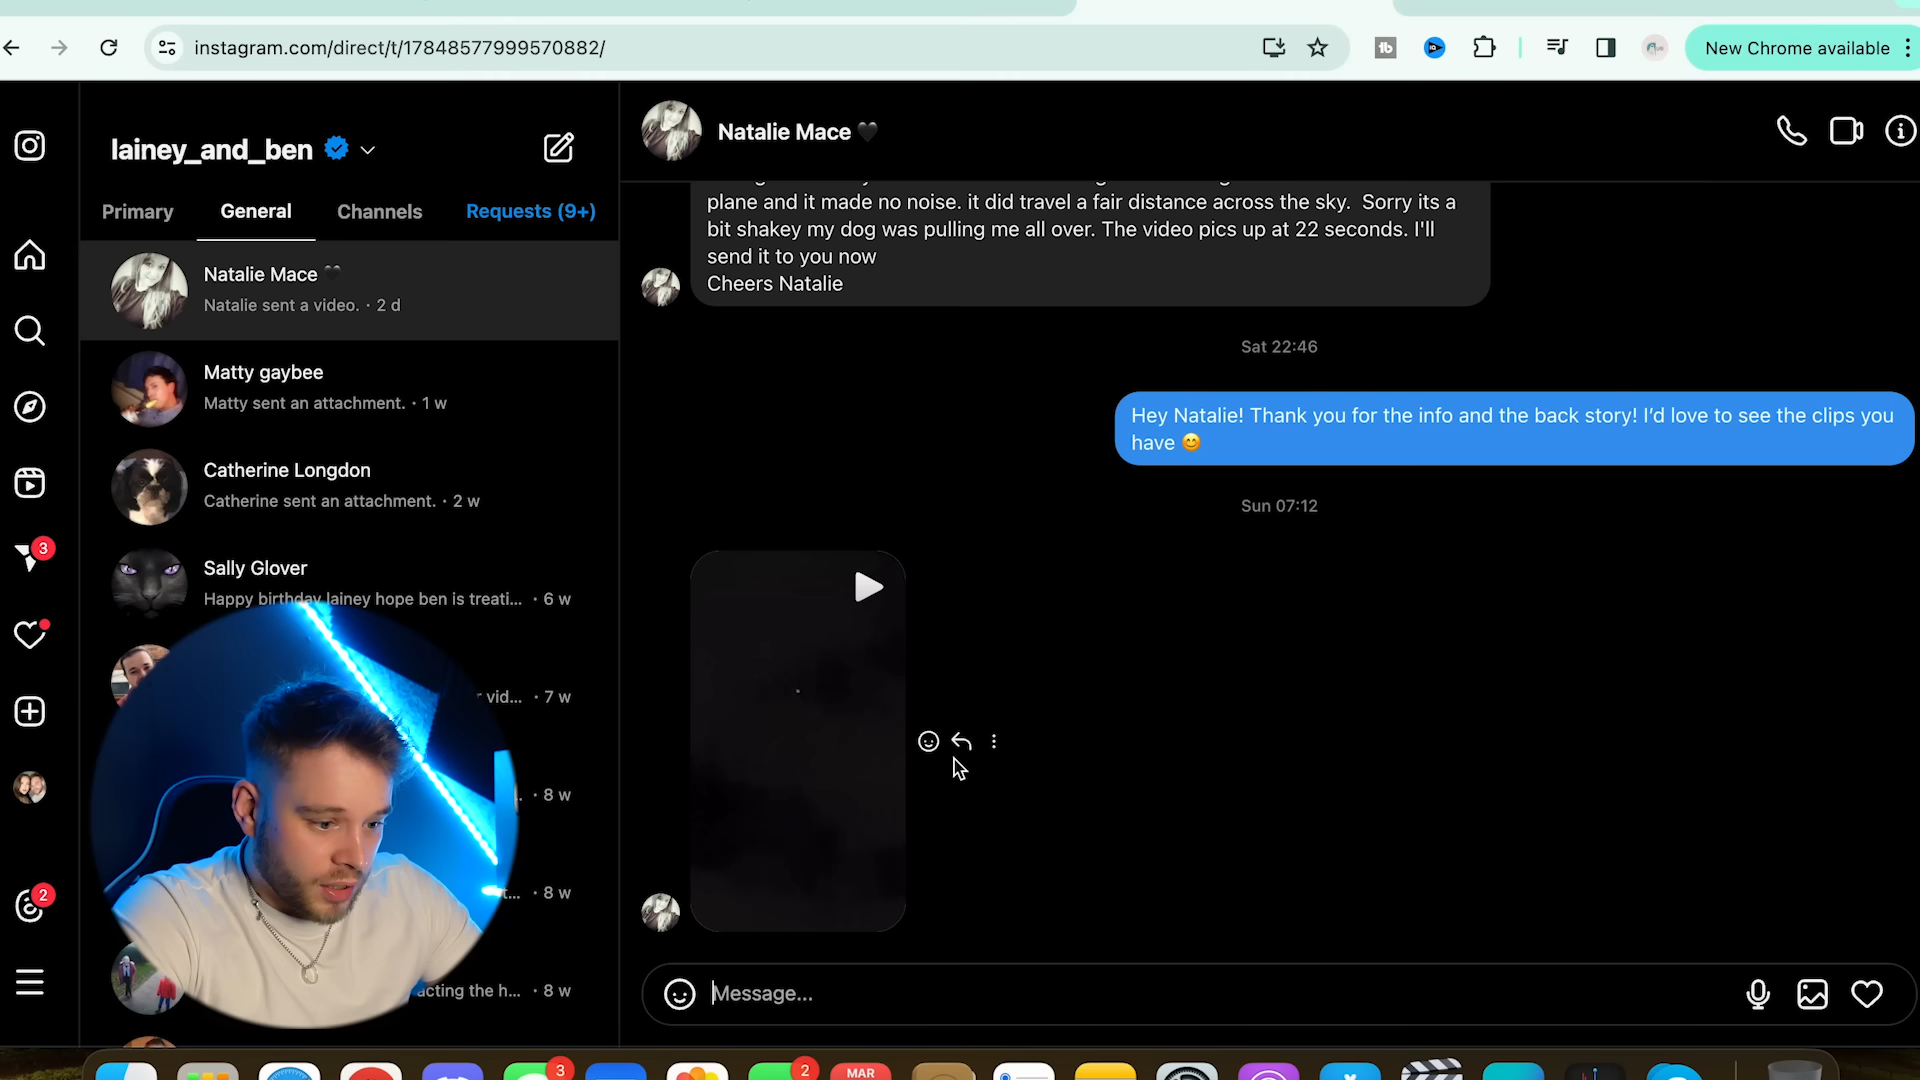 instagram.com/direct/t/17848577999570882/
New Chrome available
lainey_and_ben
Primary
General
Channels
Requests (9+)
Natalie Mace 🖤
Natalie sent a video. · 2 d
Matty gaybee
Matty sent an attachment. · 1 w
Catherine Longdon
Catherine sent an attachment. · 2 w
Sally Glover
Happy birthday lainey hope ben is treati... · 6 w
vid... · 7 w
· 8 w
· 8 w
acting the h... · 8 w
3
2
Natalie Mace 🖤
plane and it made no noise. it did travel a fair distance across the sky. Sorry its a
bit shakey my dog was pulling me all over. The video pics up at 22 seconds. I'll
send it to you now
Cheers Natalie
Sat 22:46
Hey Natalie! Thank you for the info and the back story! I’d love to see the clips you
have 😊
Sun 07:12
Message...
3
2
MAR